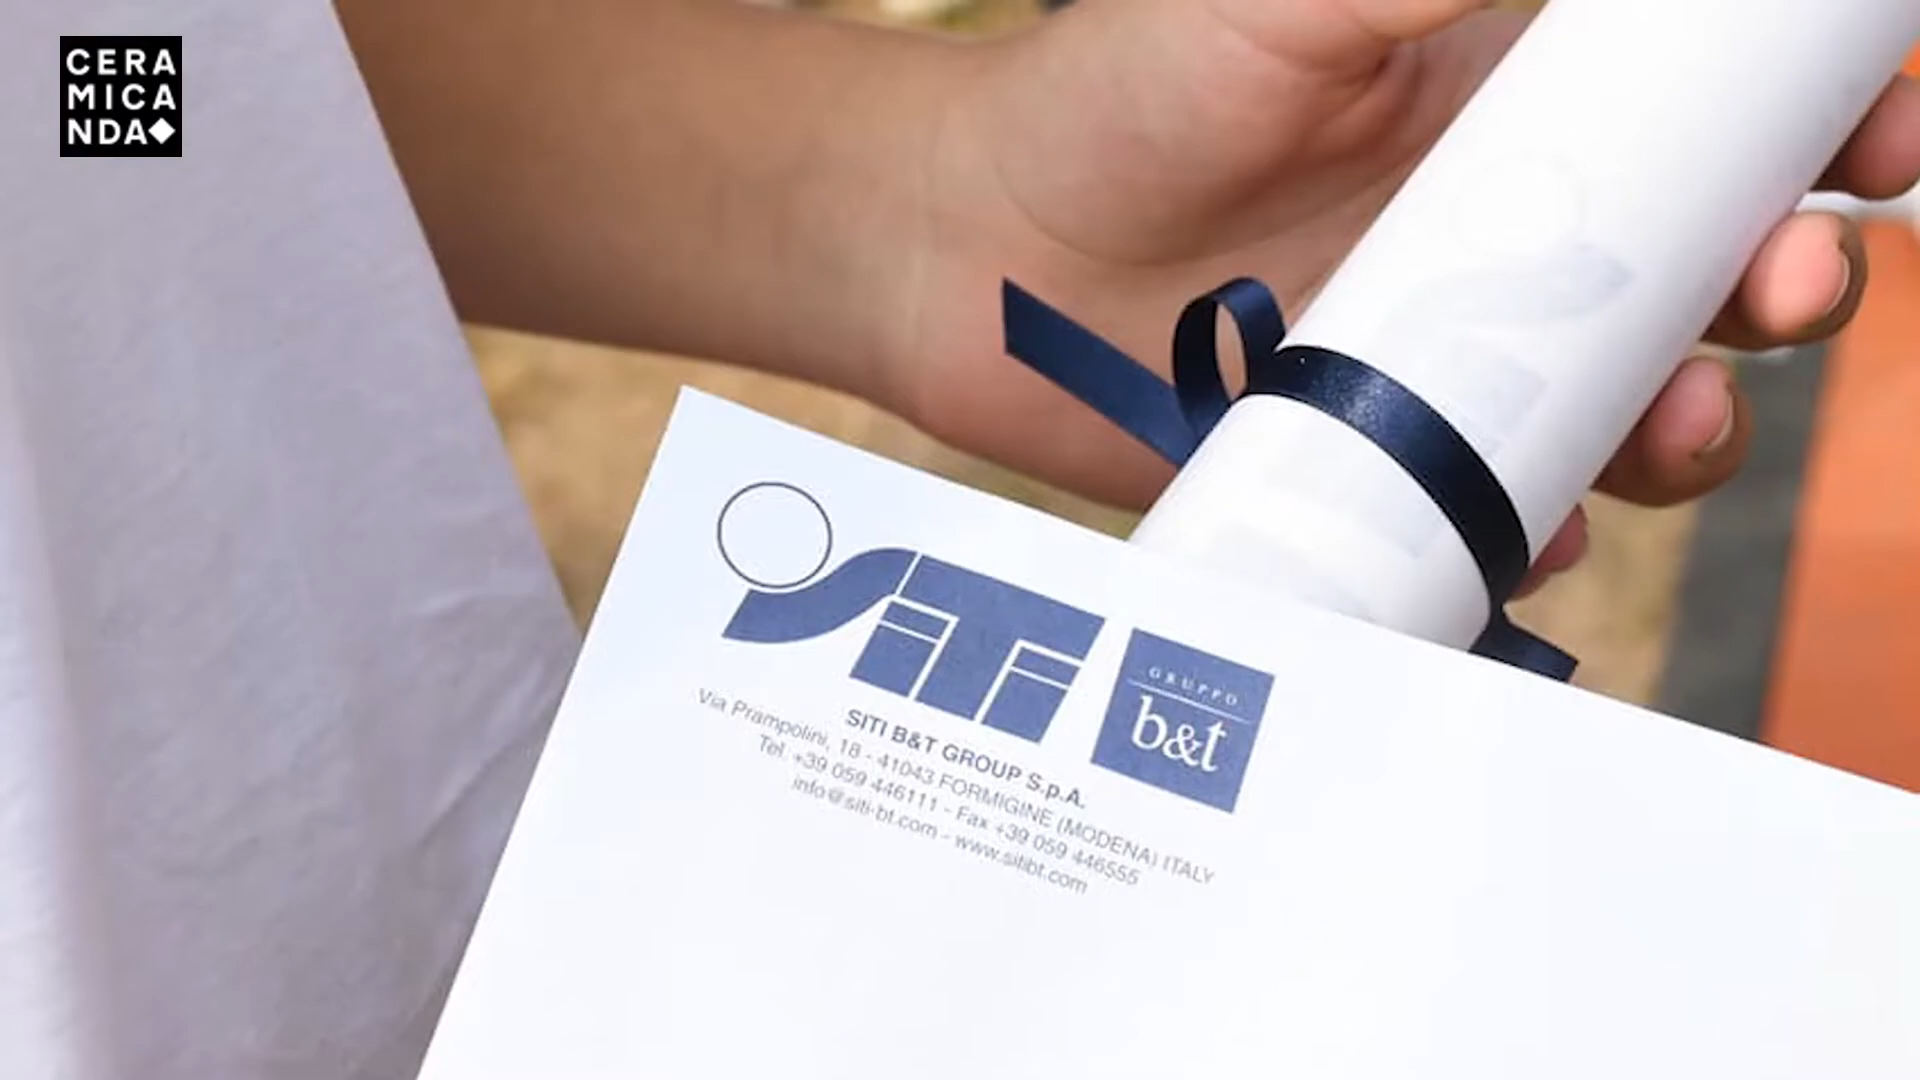 CERA
MICA
NDA
SITI
GRUPPO
b&t
SITI B&T GROUP S.p.A.
Via Prampolini, 18 - 41043 FORMIGINE (MODENA) ITALY
Tel. +39 059 446111 - Fax +39 059 446555
info@siti-bt.com - www.sitibt.com